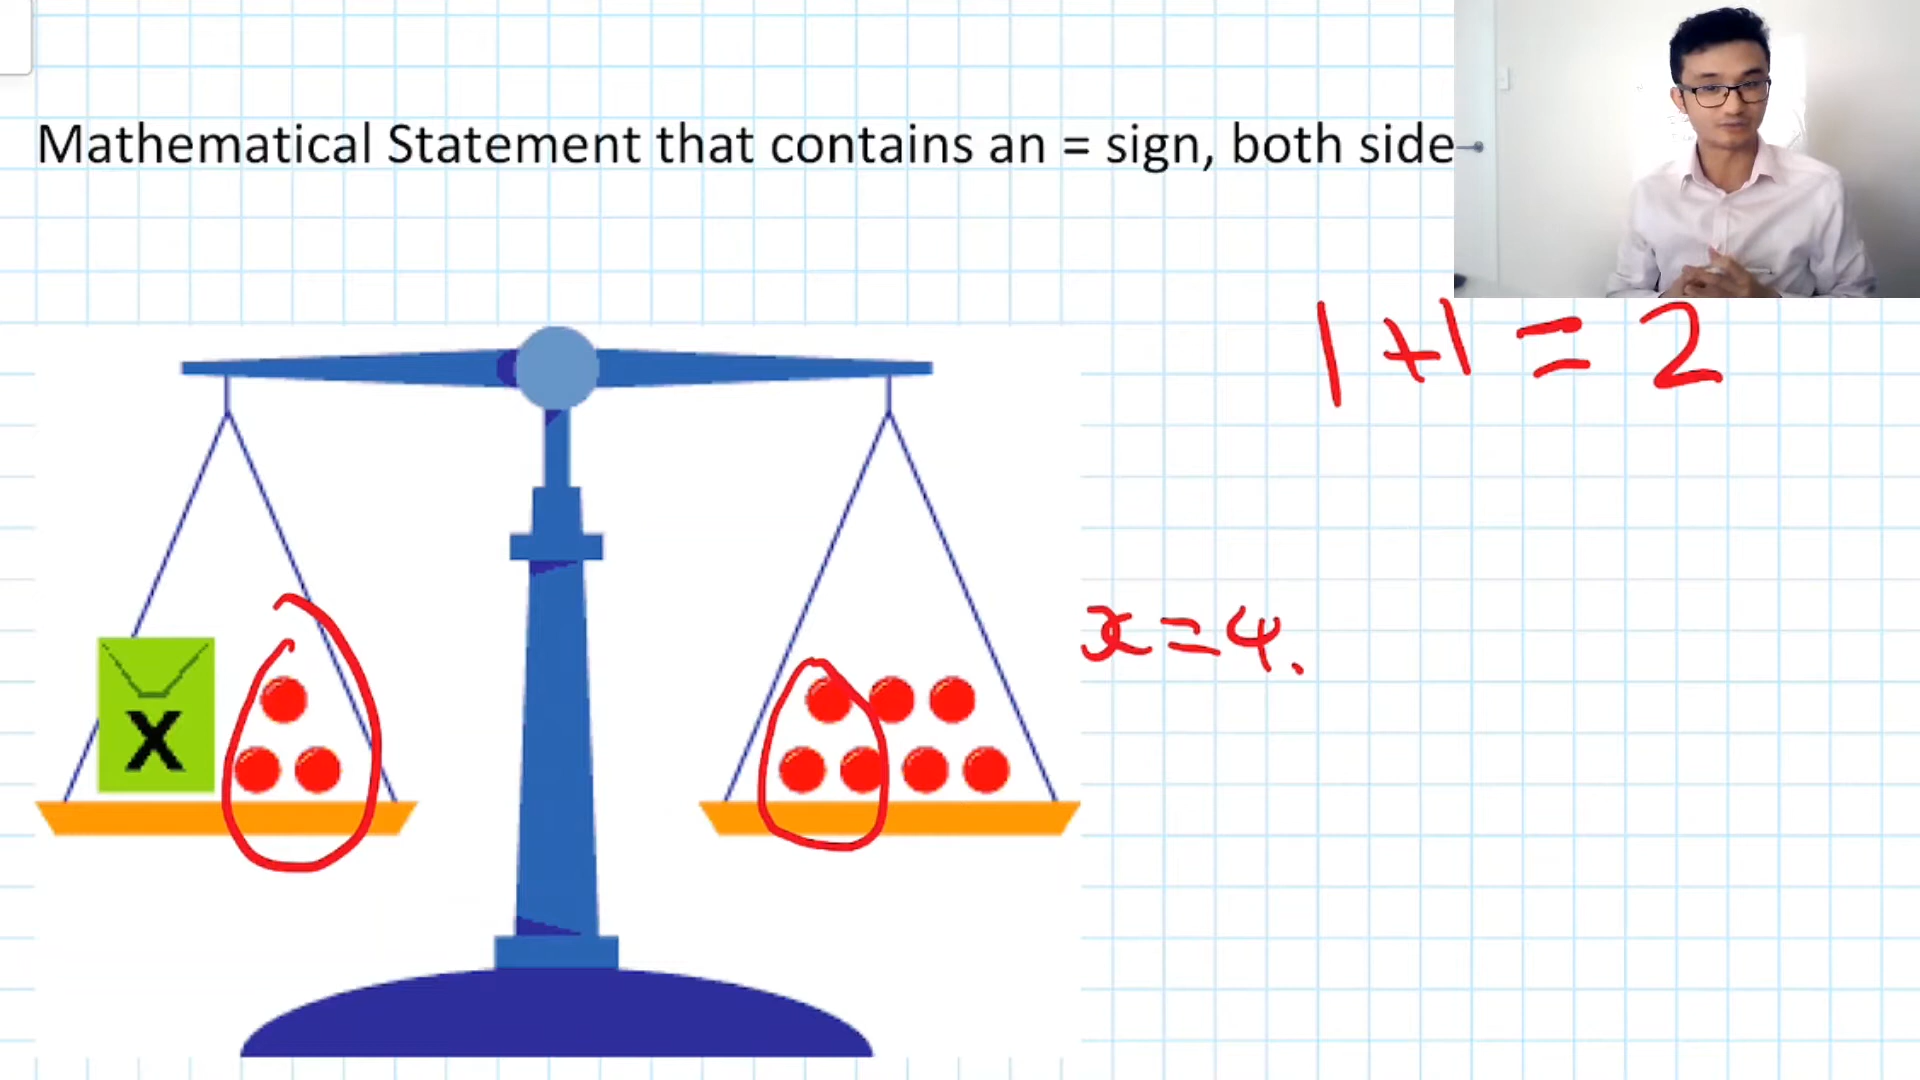 Mathematical Statement that contains an = sign, both side
1+1=2
x=4.
X